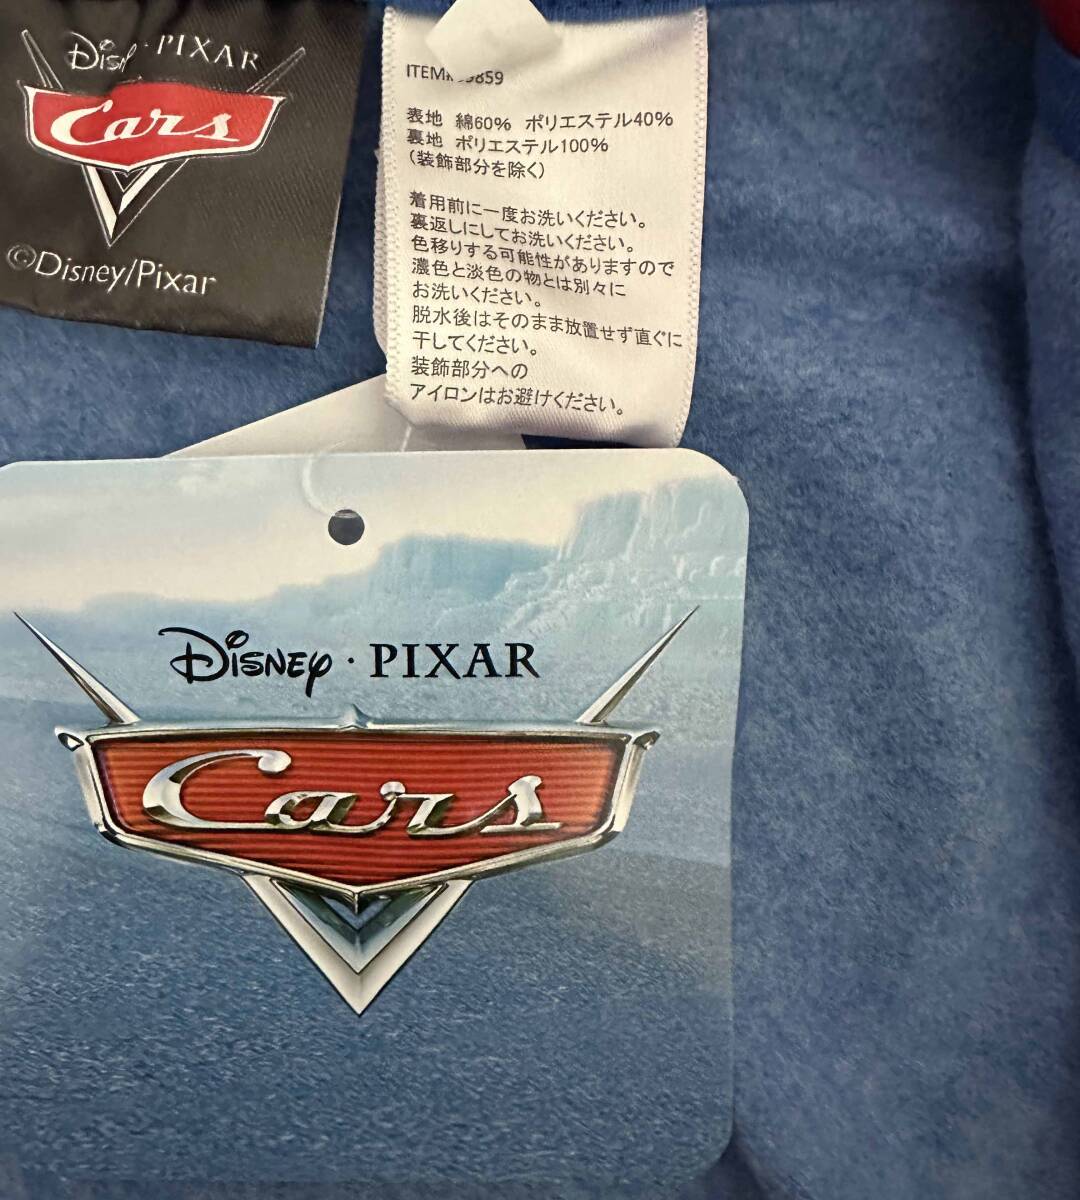 PIXAR
Cars
©Disney/Pixar
表地 綿60% ポリエステル40%
裏地 ポリエステル100%
(装飾部分を除く)
着用前に一度お洗いください。
裏返しにしてお洗いください。
色移りする可能性がありますので
濃色と淡色の物とは別々に
お洗いください。
脱水後はそのまま放置せず直ぐに
干してください。
装飾部分への
アイロンはお避けください。
Disney · PIXAR
Cars